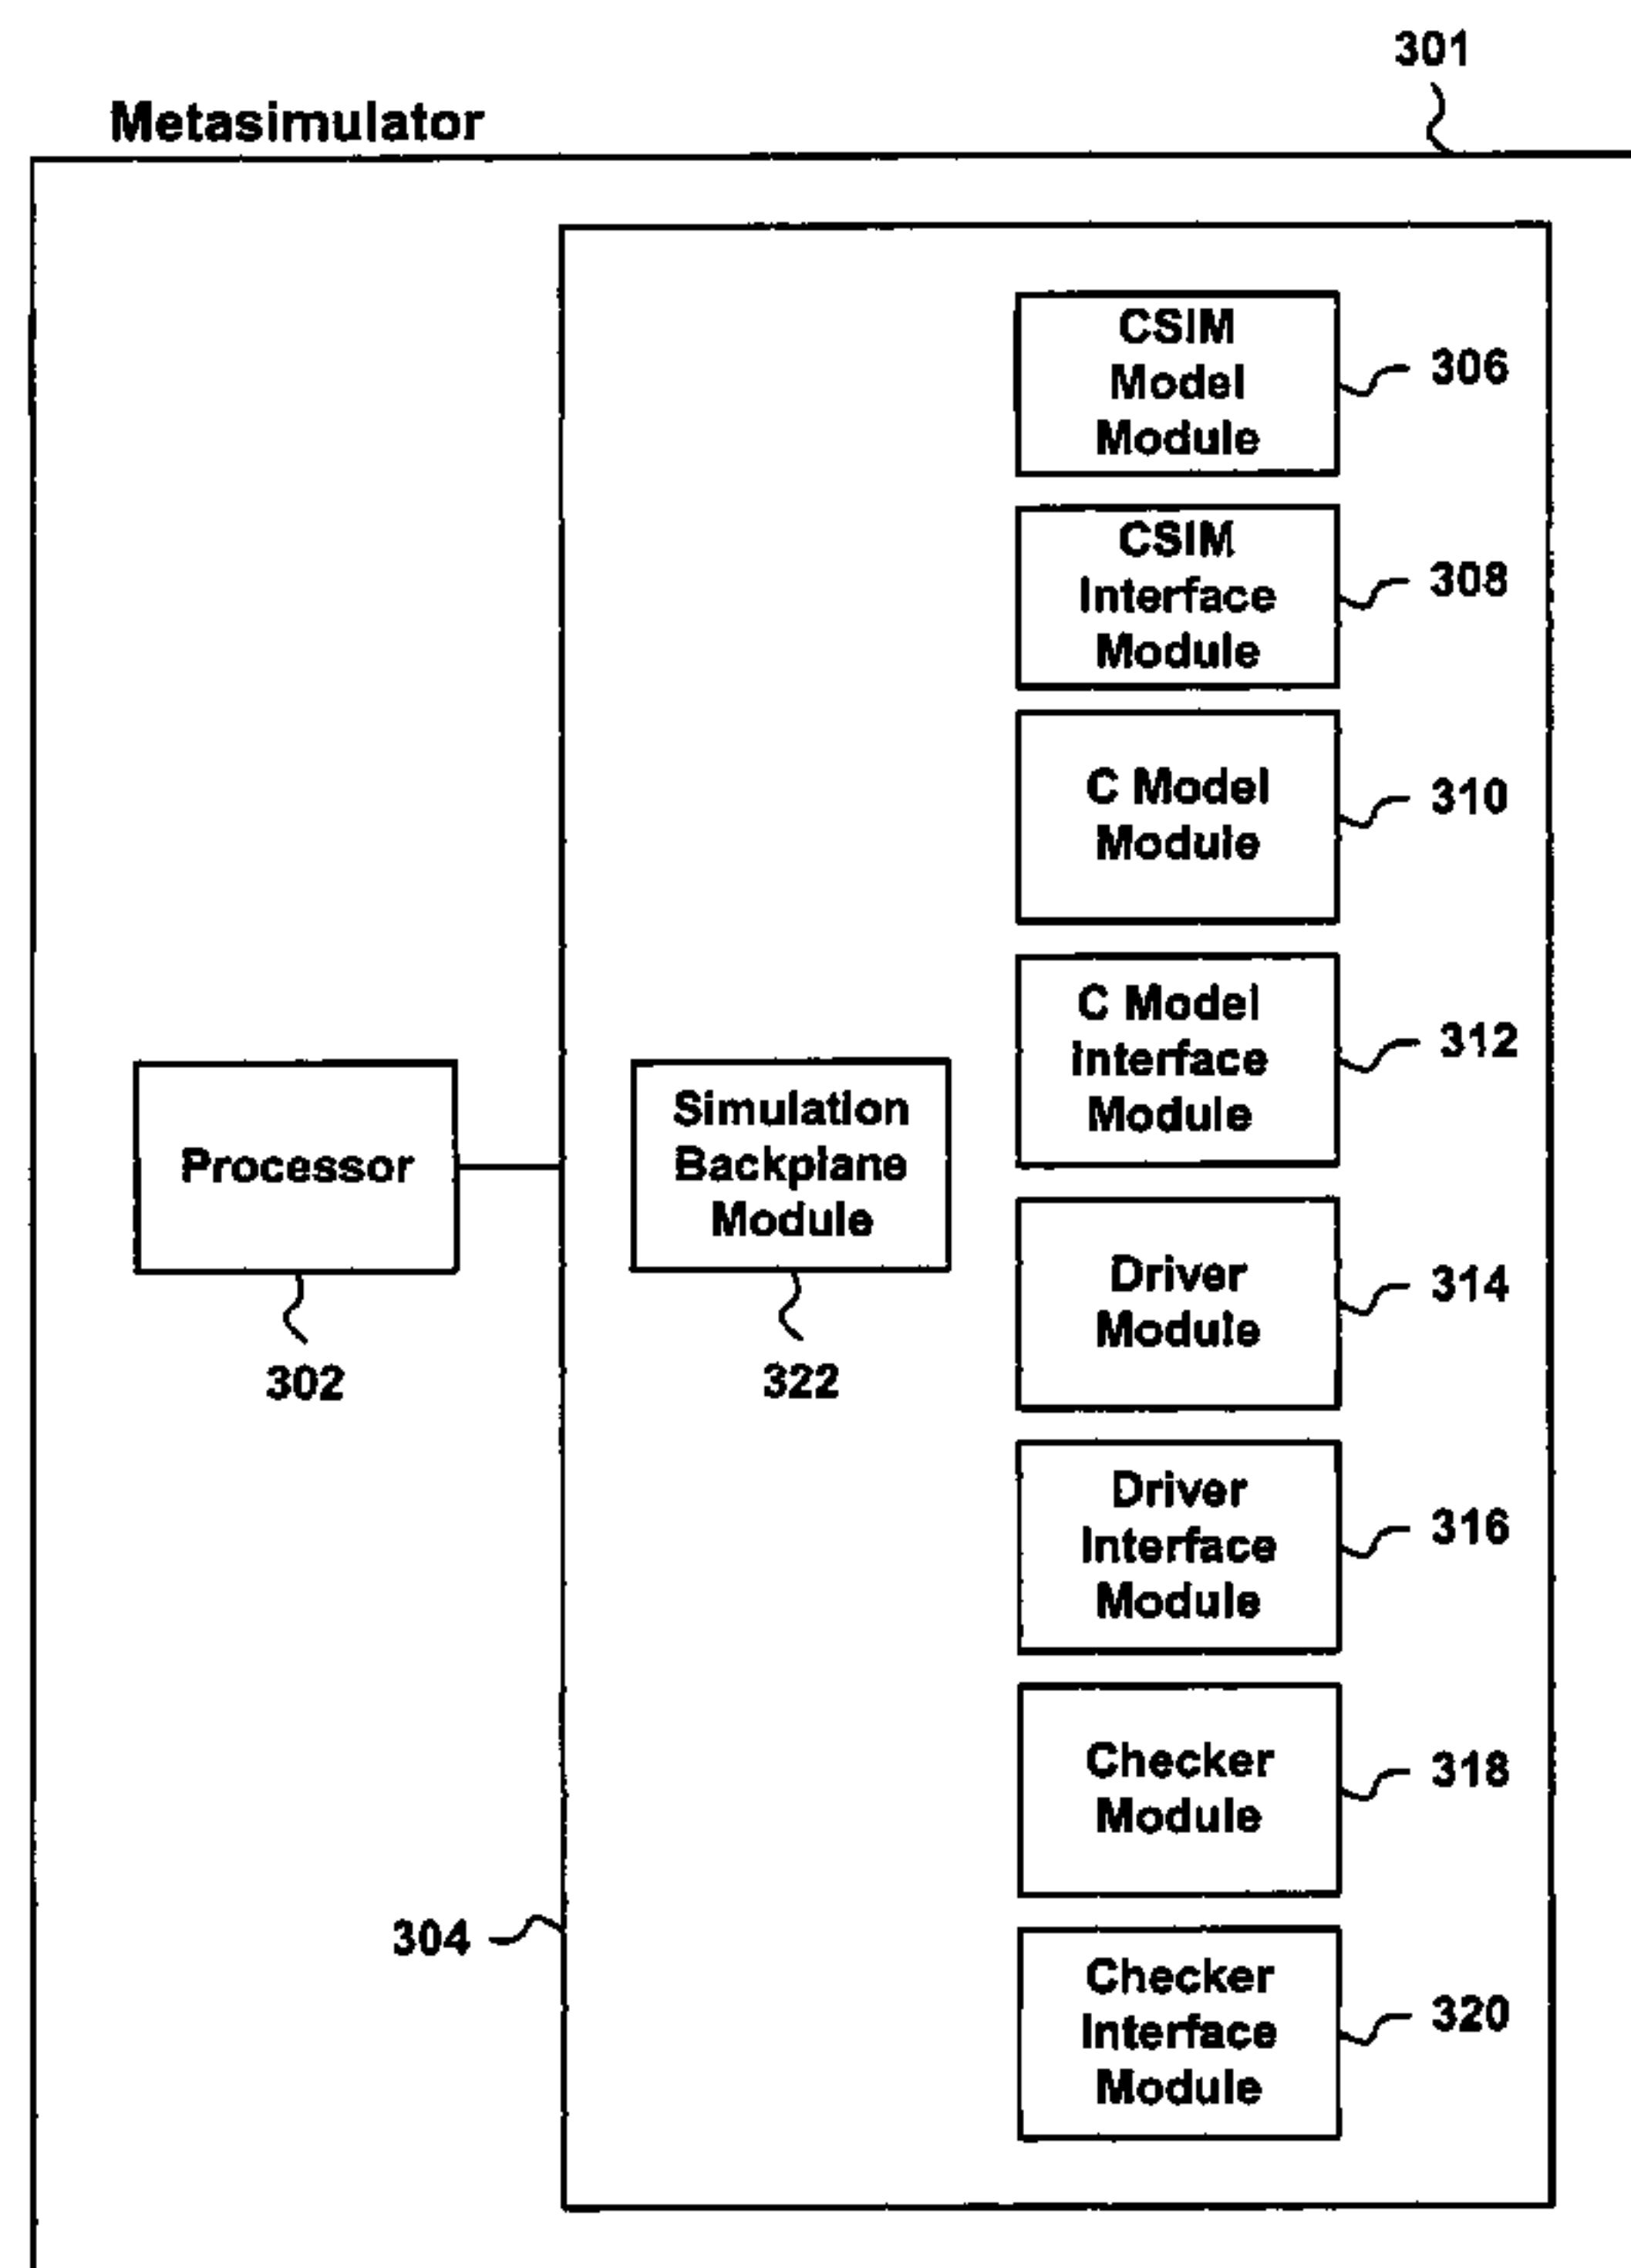 301
Metasimulator
CSIM
Model
Module
306
CSIM
Interface
Module
308
C Model
Module
310
C Model
Interface
Module
312
Processor
302
Simulation
Backplane
Module
322
Driver
Module
314
Driver
Interface
Module
316
Checker
Module
318
304
Checker
Interface
Module
320